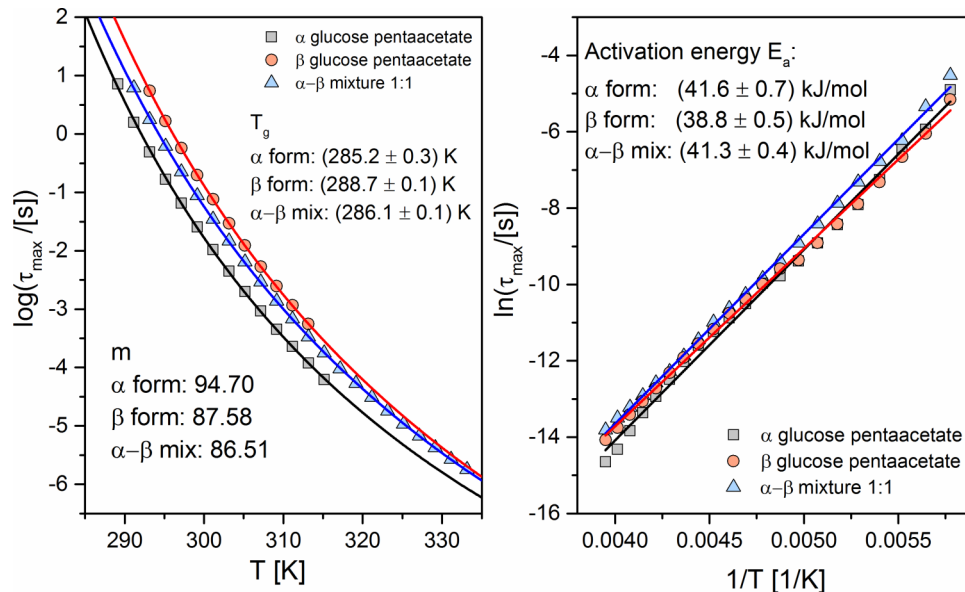 α glucose pentaacetate
β glucose pentaacetate
α−β mixture 1:1
T_g
α form: (285.2 ± 0.3) K
β form: (288.7 ± 0.1) K
α−β mix: (286.1 ± 0.1) K
m
α form: 94.70
β form: 87.58
α−β mix: 86.51
log(τ_max /[s])
2
1
0
-1
-2
-3
-4
-5
-6
290 300 310 320 330
T [K]
Activation energy E_a:
α form: (41.6 ± 0.7) kJ/mol
β form: (38.8 ± 0.5) kJ/mol
α−β mix: (41.3 ± 0.4) kJ/mol
α glucose pentaacetate
β glucose pentaacetate
α−β mixture 1:1
ln(τ_max/[s])
-4
-6
-8
-10
-12
-14
-16
0.0040 0.0045 0.0050 0.0055
1/T [1/K]